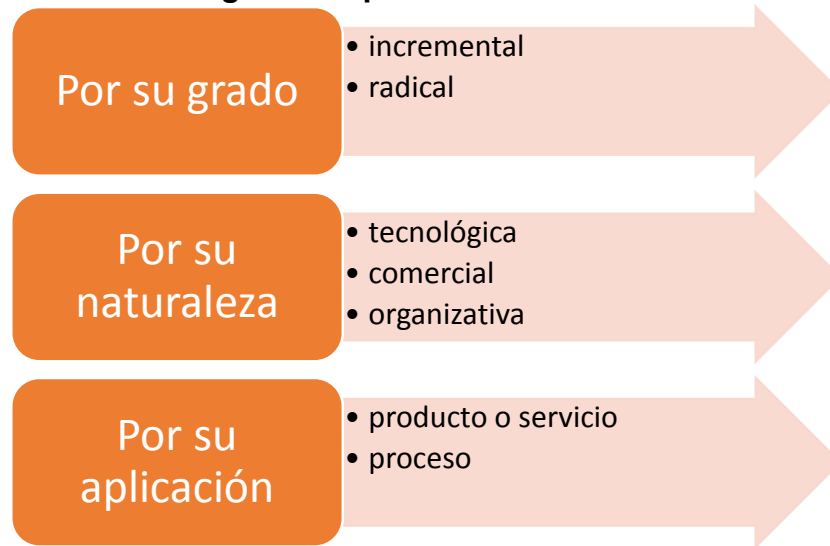 Por su grado
• incremental
• radical
Por su
naturaleza
• tecnológica
• comercial
• organizativa
Por su
aplicación
• producto o servicio
• proceso